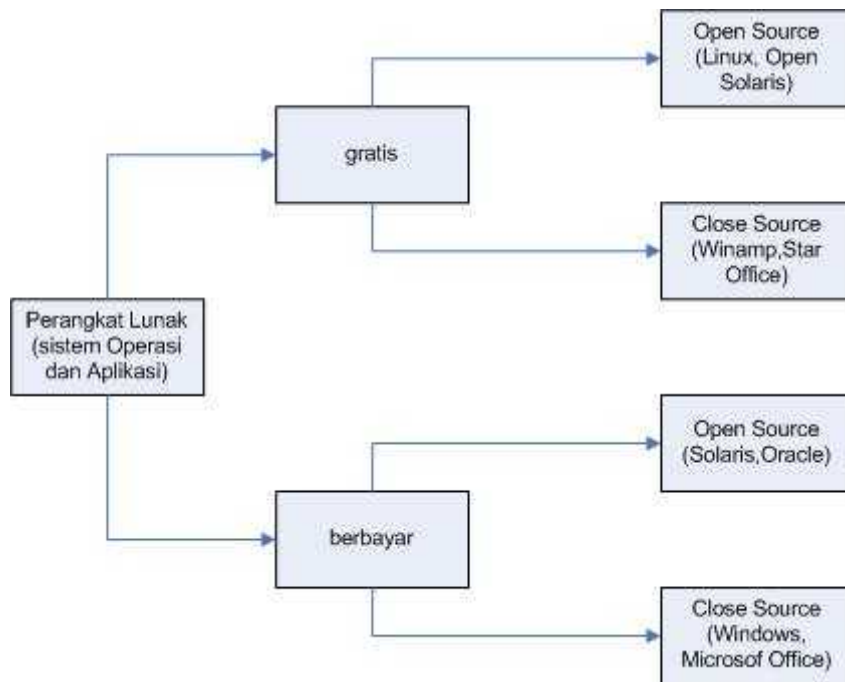 Open Source
(Linux, Open
Solaris)
gratis
Close Source
(Winamp,Star
Office)
Perangkat Lunak
(sistem Operasi
dan Aplikasi)
Open Source
(Solaris,Oracle)
berbayar
Close Source
(Windows,
Microsof Office)